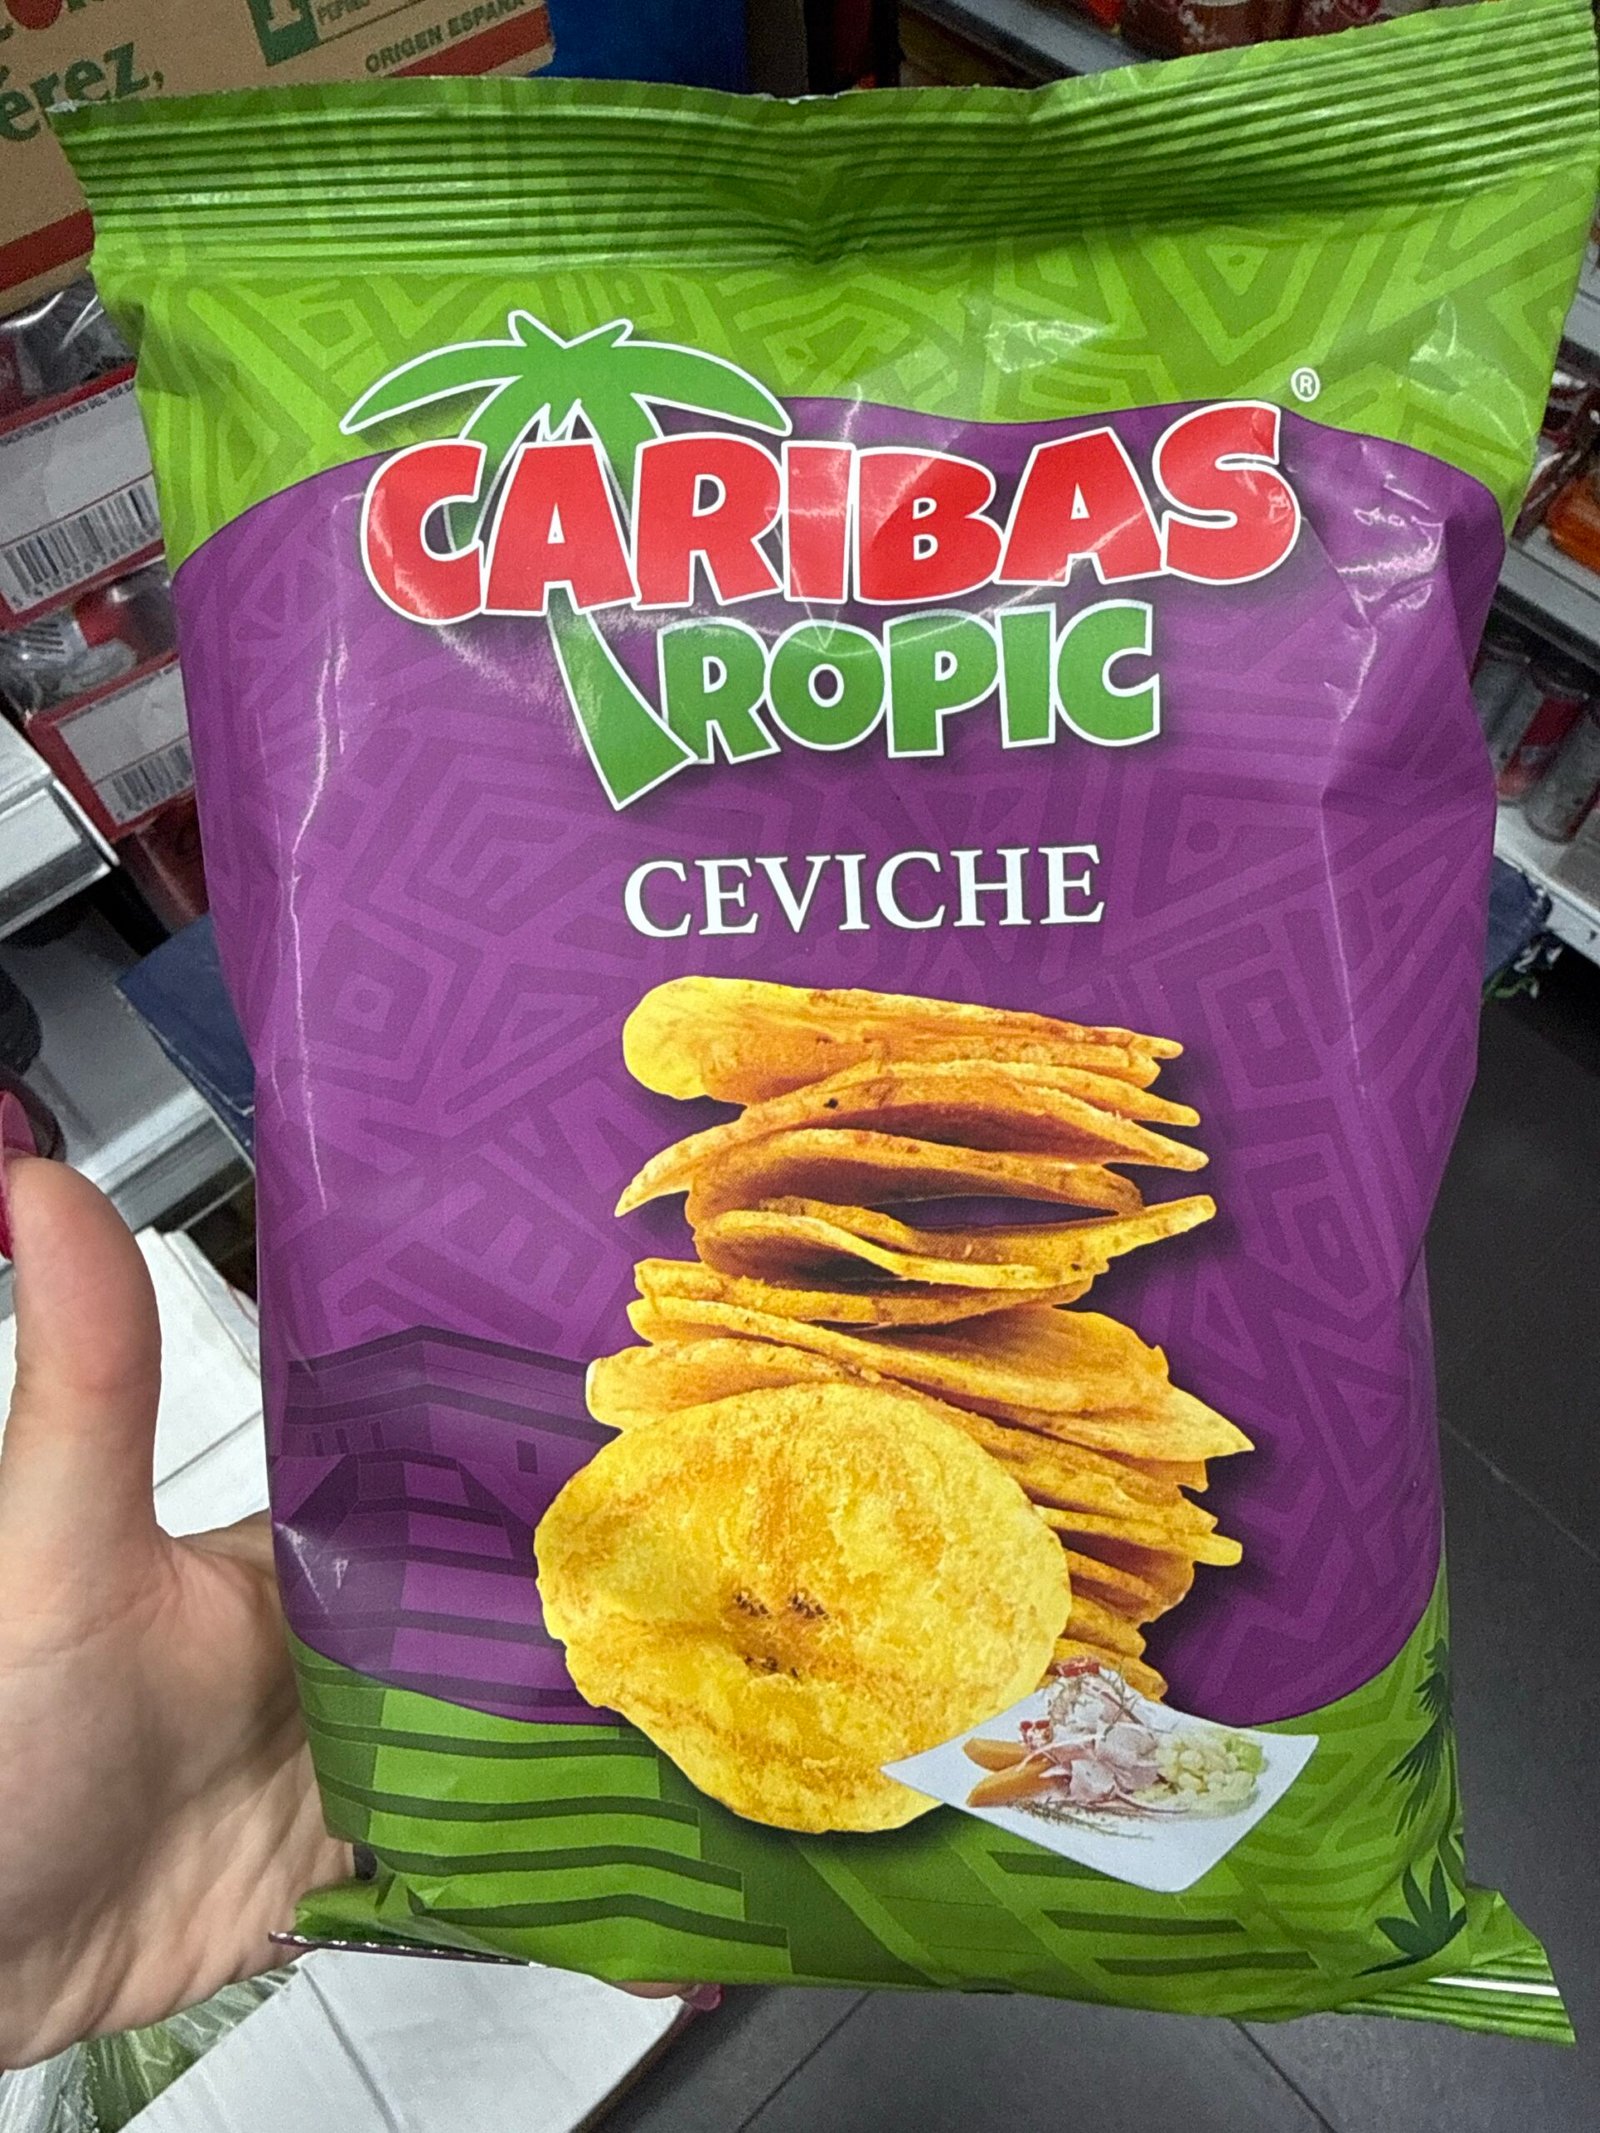 érez,
ORIGEN ESPAÑA
CARIBAS
TROPIC
®
CEVICHE